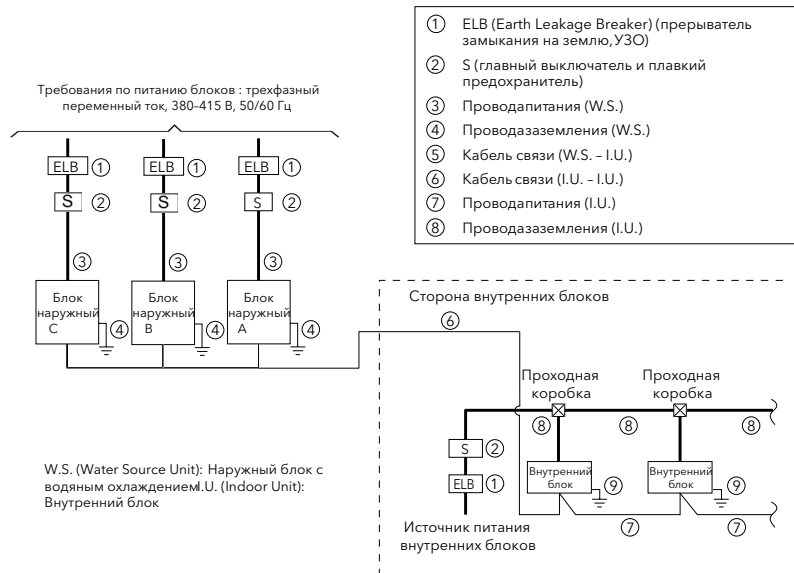 ① ELB (Earth Leakage Breaker) (прерыватель
замыкания на землю,УЗО)
② S (главный выключатель и плавкий
предохранитель)
③ Проводапитания (W.S.)
④ Проводазаземления (W.S.)
⑤ Кабель связи (W.S. – I.U.)
⑥ Кабель связи (I.U. – I.U.)
⑦ Проводапитания (I.U.)
⑧ Проводазаземления (I.U.)
Требования по питанию блоков : трехфазный
переменный ток, 380–415 В, 50/60 Гц
ELB ① ELB ① ELB ①
S ② S ② S ②
③ ③ ③
Блок
наружный
C
④
Блок
наружный
B
④
Блок
наружный
A
④
Сторона внутренних блоков
⑥
Проходная
коробка
Проходная
коробка
⑧ ⑧ ⑧
S ②
ELB ①
Внутренний
блок
⑨
Внутренний
блок
⑨
⑦ ⑦
Источник питания
внутренних блоков
W.S. (Water Source Unit): Наружный блок с
водяным охлаждениемI.U. (Indoor Unit):
Внутренний блок